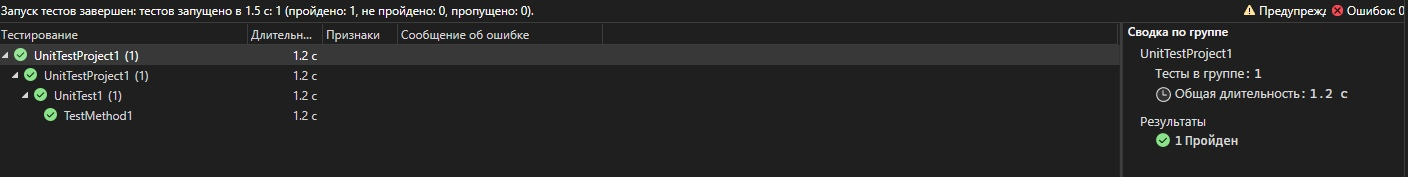 Запуск тестов завершен: тестов запущено в 1.5 с: 1 (пройдено: 1, не пройдено: 0, пропущено: 0). Предупрежд Ошибок: 0
Тестирование Длительн... Признаки Сообщение об ошибке
UnitTestProject1 (1) 1.2 с
UnitTestProject1 (1) 1.2 с
UnitTest1 (1) 1.2 с
TestMethod1 1.2 с
Сводка по группе
UnitTestProject1
Тесты в группе: 1
Общая длительность: 1.2 с
Результаты
1 Пройден